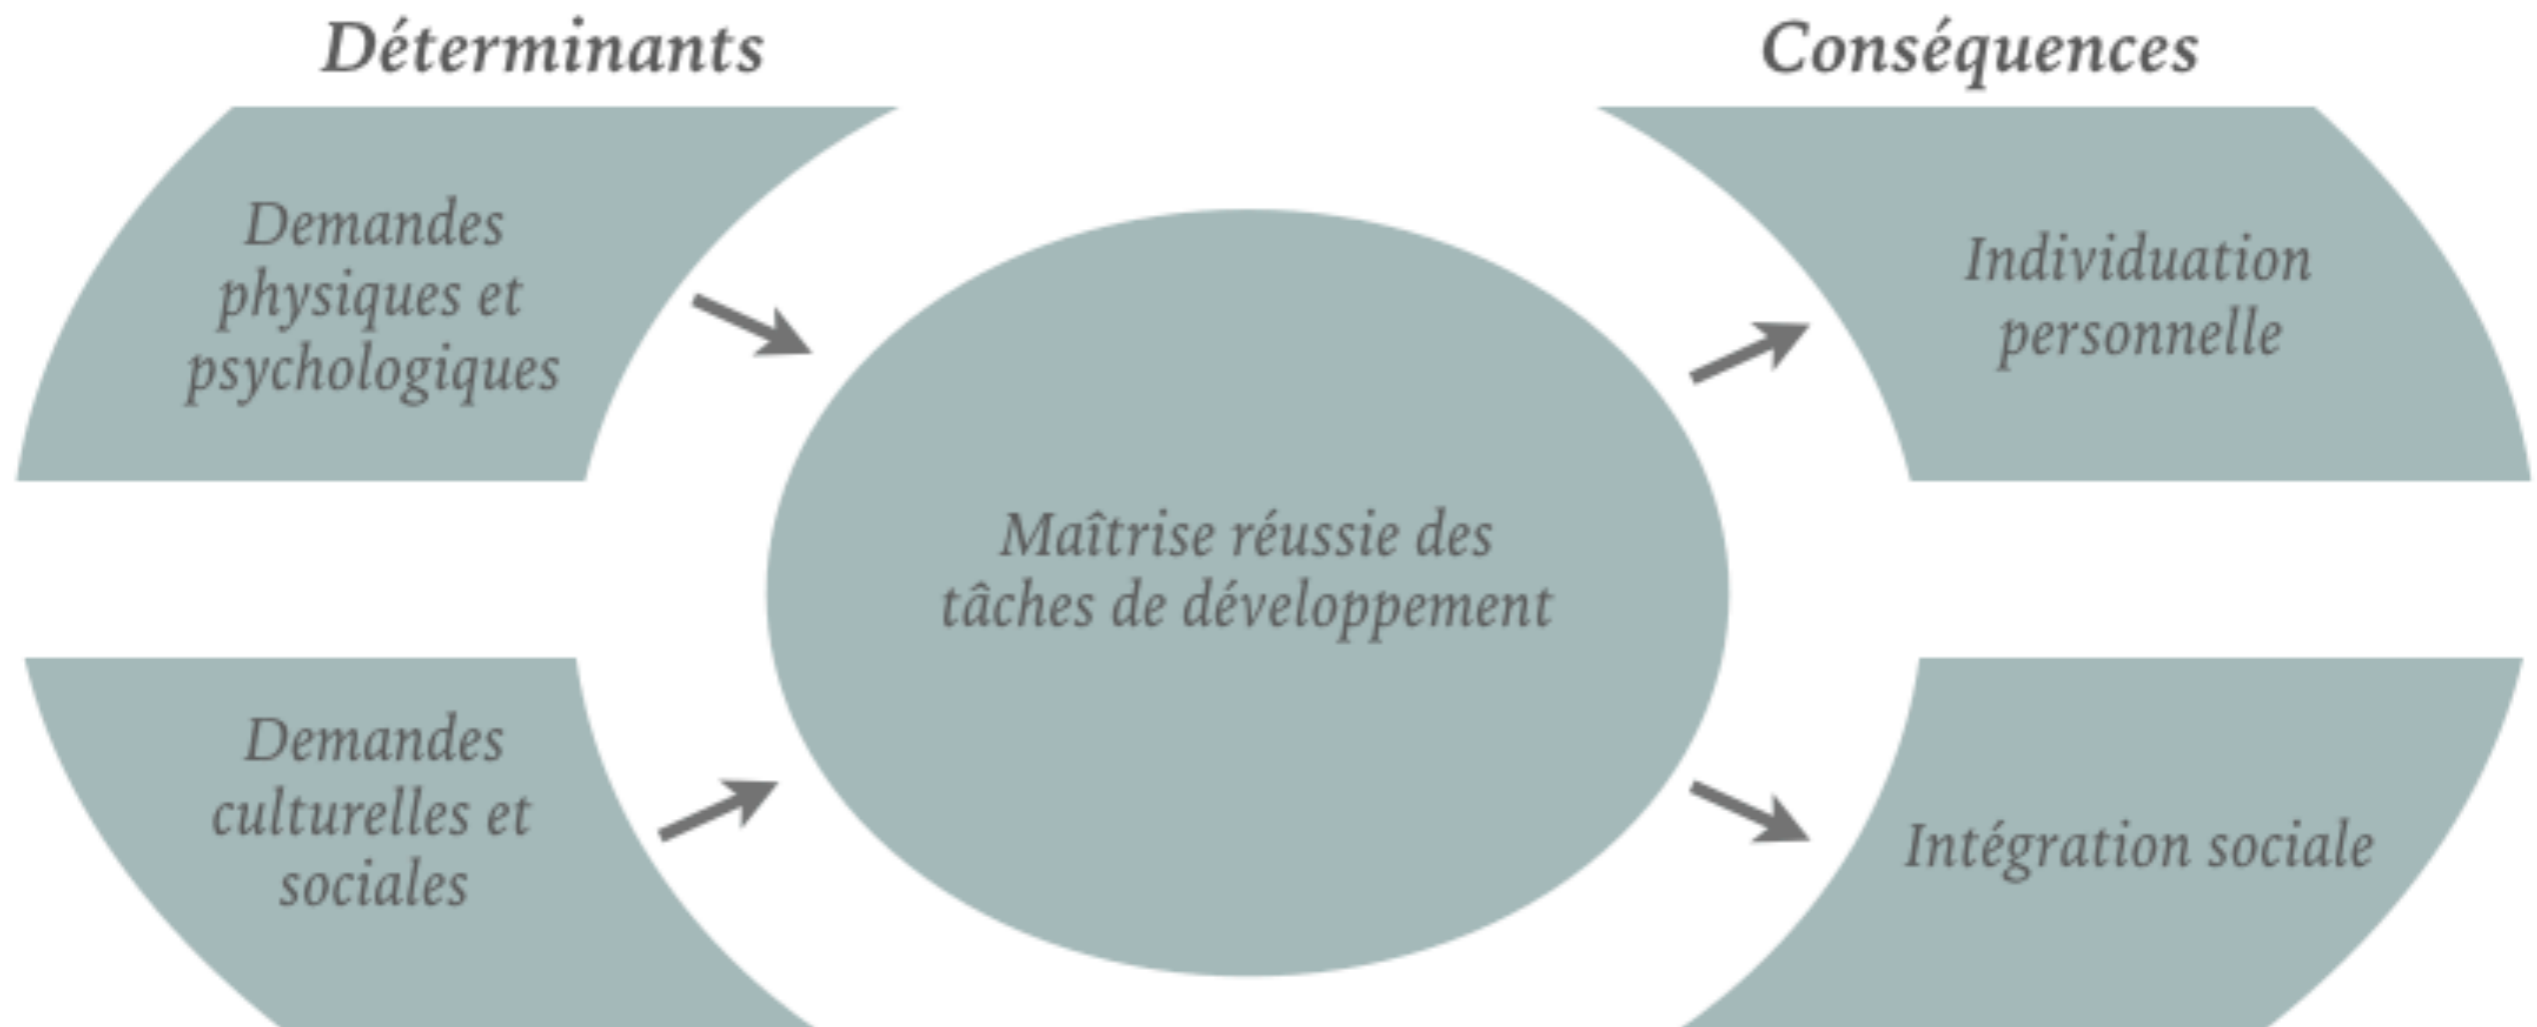 Déterminants
Conséquences
Demandes
physiques et
psychologiques
Individuation
personnelle
Maîtrise réussie des
tâches de développement
Demandes
culturelles et
sociales
Intégration sociale